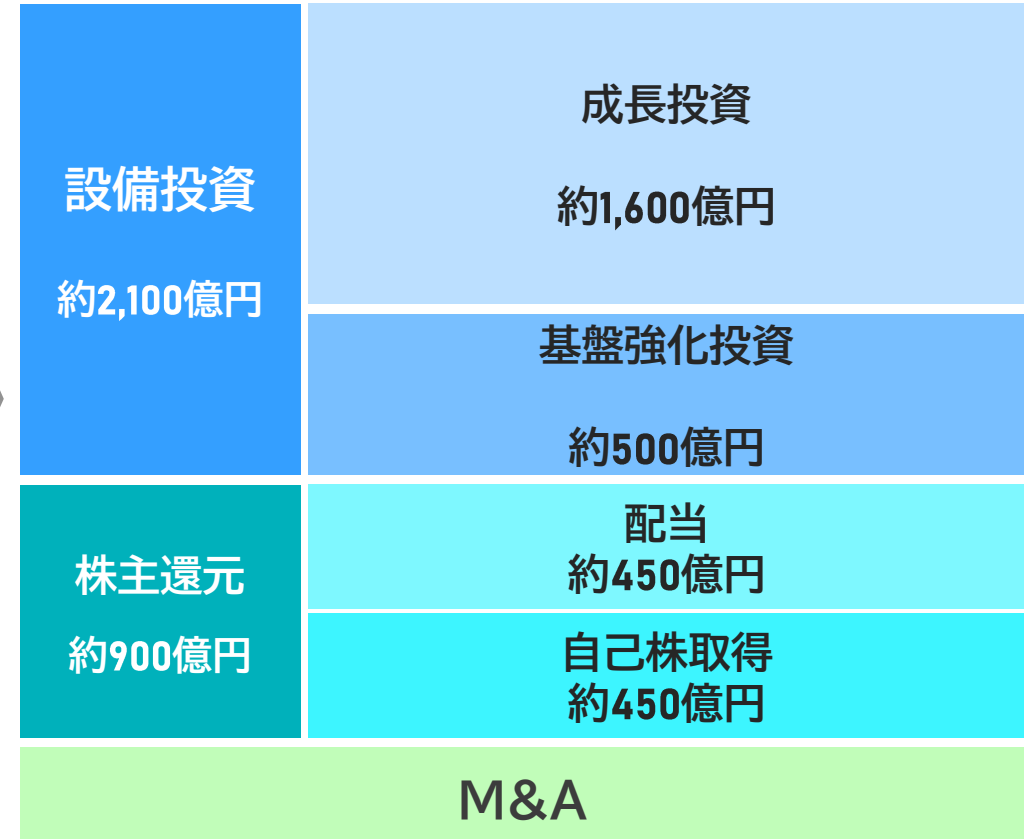 設備投資
約2,100億円
成長投資
約1,600億円
基盤強化投資
約500億円
株主還元
約900億円
配当
約450億円
自己株取得
約450億円
M&A